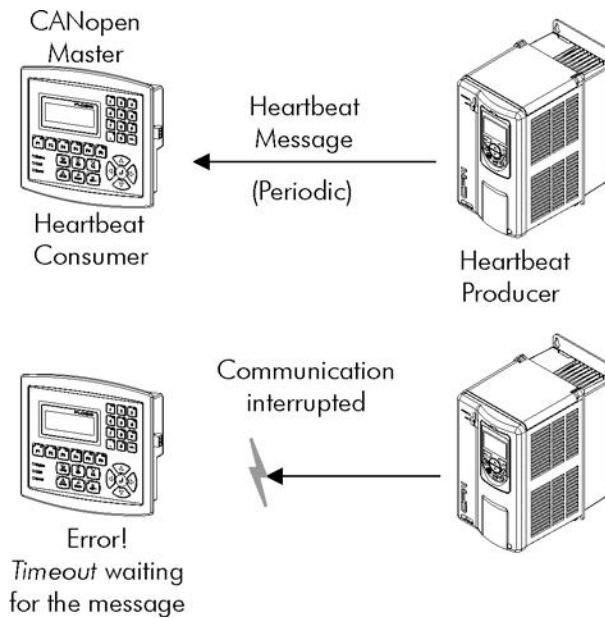 CANopen
Master
Heartbeat
Message
(Periodic)
Heartbeat
Consumer
Heartbeat
Producer
Communication
interrupted
Error!
Timeout waiting
for the message